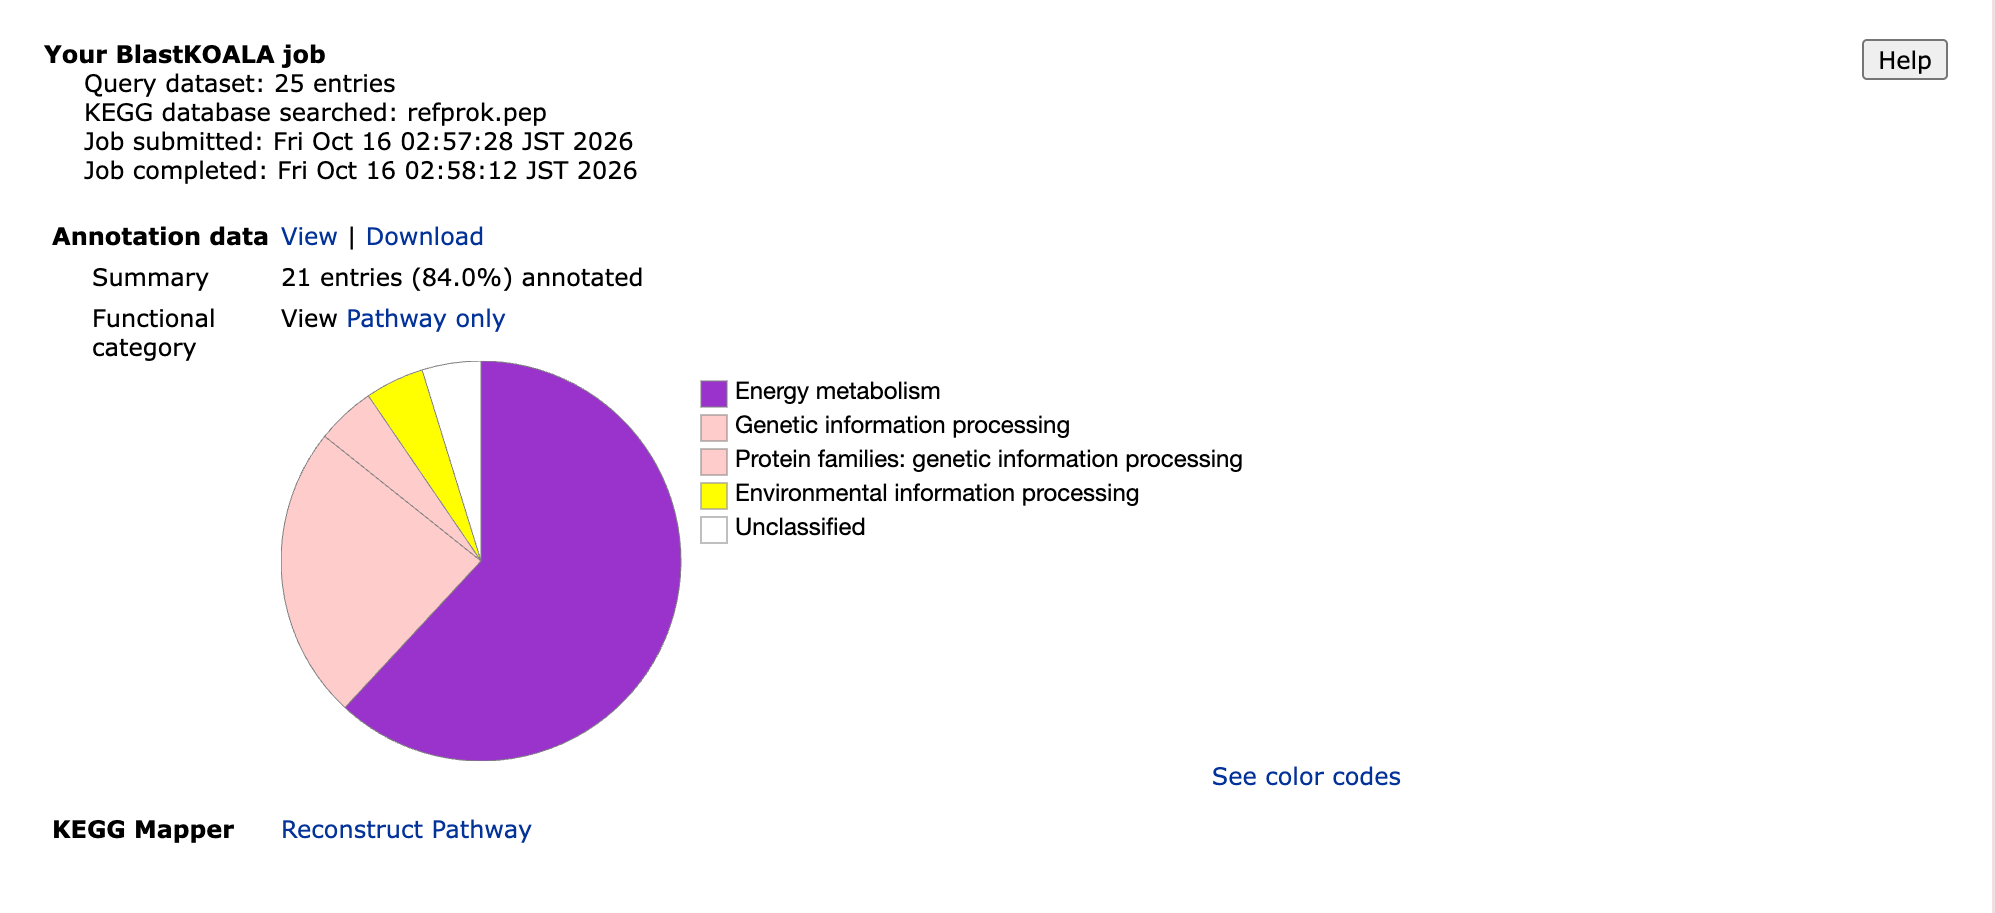 Your BlastKOALA job
Help
Query dataset: 25 entries
KEGG database searched: refprok.pep
Job submitted: Fri Oct 16 02:57:28 JST 2026
Job completed: Fri Oct 16 02:58:12 JST 2026
Annotation data View | Download
Summary 21 entries (84.0%) annotated
Functional category View Pathway only
Energy metabolism
Genetic information processing
Protein families: genetic information processing
Environmental information processing
Unclassified
See color codes
KEGG Mapper Reconstruct Pathway